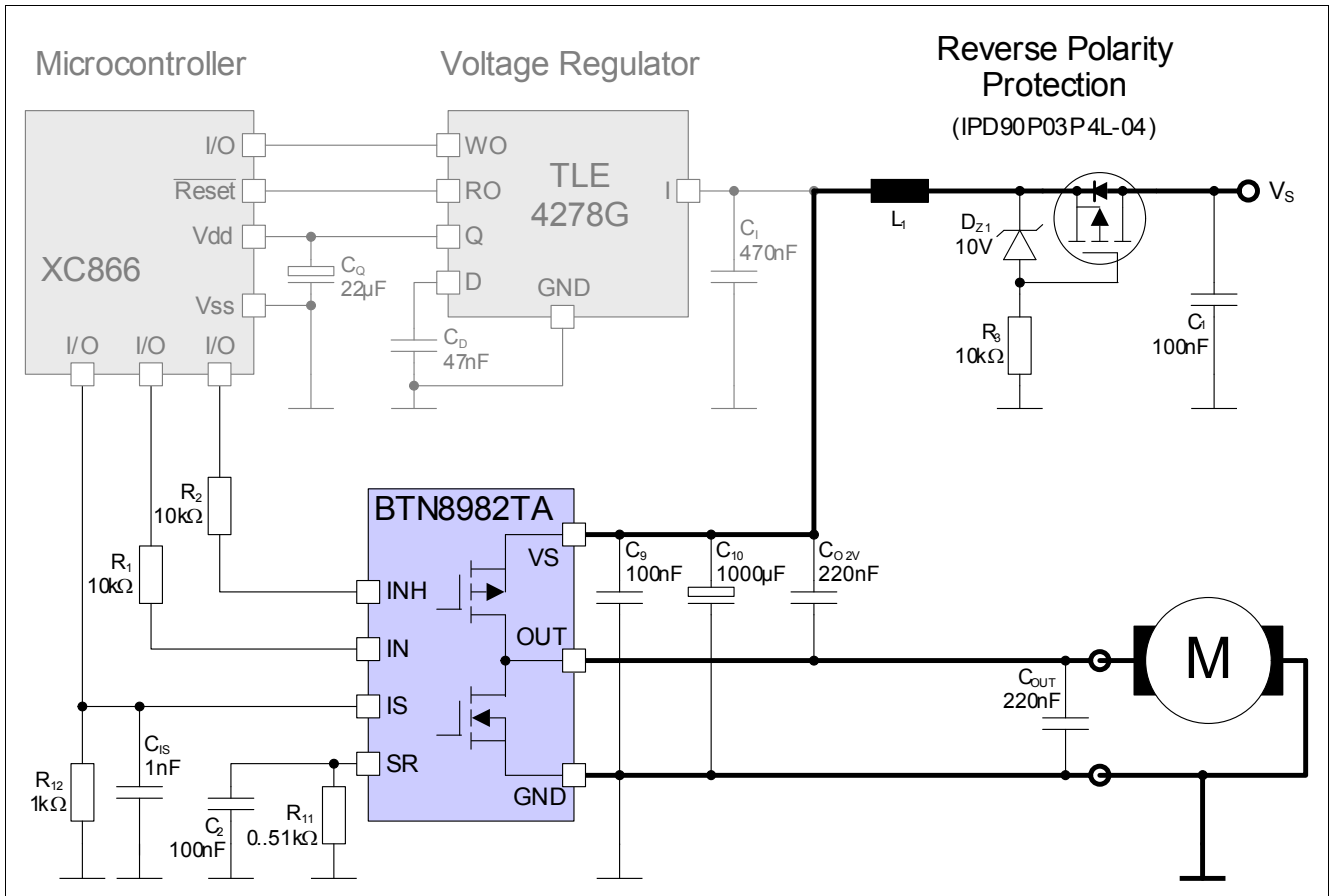 Microcontroller
Voltage Regulator
Reverse Polarity
Protection
(IPD90P03P4L-04)
I/O
Reset
Vdd
XC866
Vss
I/O
I/O
I/O
WO
RO
Q
D
TLE
4278G
I
GND
CQ
22µF
CD
47nF
CI
470nF
L1
DZ1
10V
R3
10kΩ
C1
100nF
VS
R2
10kΩ
R1
10kΩ
BTN8982TA
VS
INH
IN
IS
SR
OUT
GND
C9
100nF
C10
1000µF
CO2V
220nF
COUT
220nF
M
R12
1kΩ
CIS
1nF
C2
100nF
R11
0..51kΩ